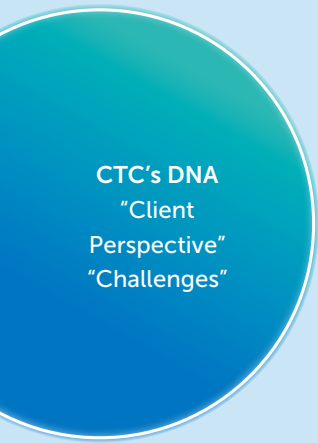 CTC’s DNA
“Client
Perspective”
“Challenges”